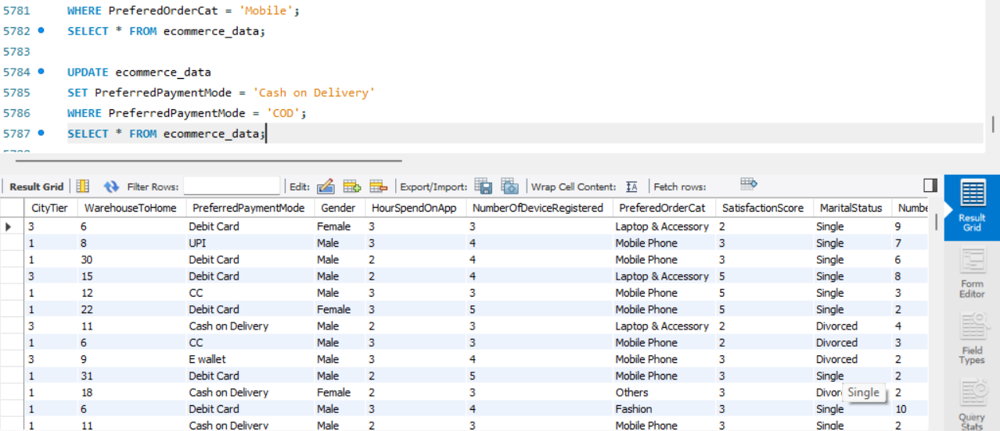 5781 WHERE PreferedOrderCat = 'Mobile';
5782 SELECT * FROM ecommerce_data;
5783
5784 UPDATE ecommerce_data
5785 SET PreferredPaymentMode = 'Cash on Delivery'
5786 WHERE PreferredPaymentMode = 'COD';
5787 SELECT * FROM ecommerce_data;
Result Grid Filter Rows: Edit: Export/Import: Wrap Cell Content: IA Fetch rows:
CityTier WarehouseToHome PreferredPaymentMode Gender HourSpendOnApp NumberOfDeviceRegistered PreferedOrderCat SatisfactionScore MaritalStatus Numbe
3 6 Debit Card Female 3 3 Laptop & Accessory 2 Single 9
1 8 UPI Male 3 4 Mobile Phone 3 Single 7
1 30 Debit Card Male 2 4 Mobile Phone 3 Single 6
3 15 Debit Card Male 2 4 Laptop & Accessory 5 Single 8
1 12 CC Male 3 3 Mobile Phone 5 Single 3
1 22 Debit Card Female 3 5 Mobile Phone 5 Single 2
3 11 Cash on Delivery Male 2 3 Laptop & Accessory 2 Divorced 4
1 6 CC Male 3 3 Mobile Phone 2 Divorced 3
3 9 E wallet Male 3 4 Mobile Phone 3 Divorced 2
1 31 Debit Card Male 2 5 Mobile Phone 3 Single 2
1 18 Cash on Delivery Female 2 3 Others 3 Divor Single 2
1 6 Debit Card Male 3 4 Fashion 3 Single 10
1 11 Cash on Delivery Male 2 3 Mobile Phone 3 Single 2
Result
Grid
Form
Editor
Field
Types
Query
Stats